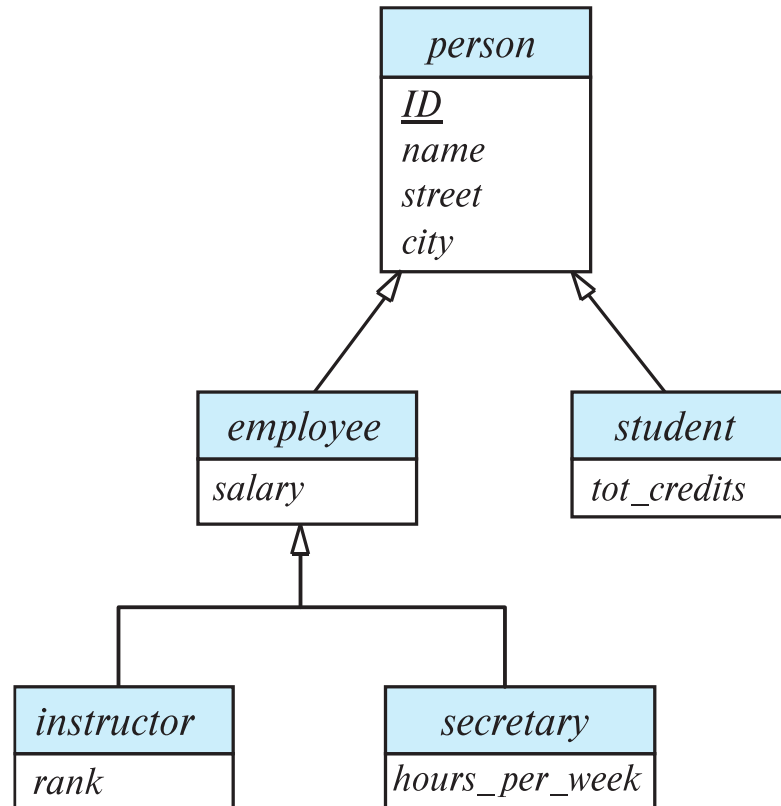 person
ID
name
street
city
employee
salary
student
tot_credits
instructor
rank
secretary
hours_per_week